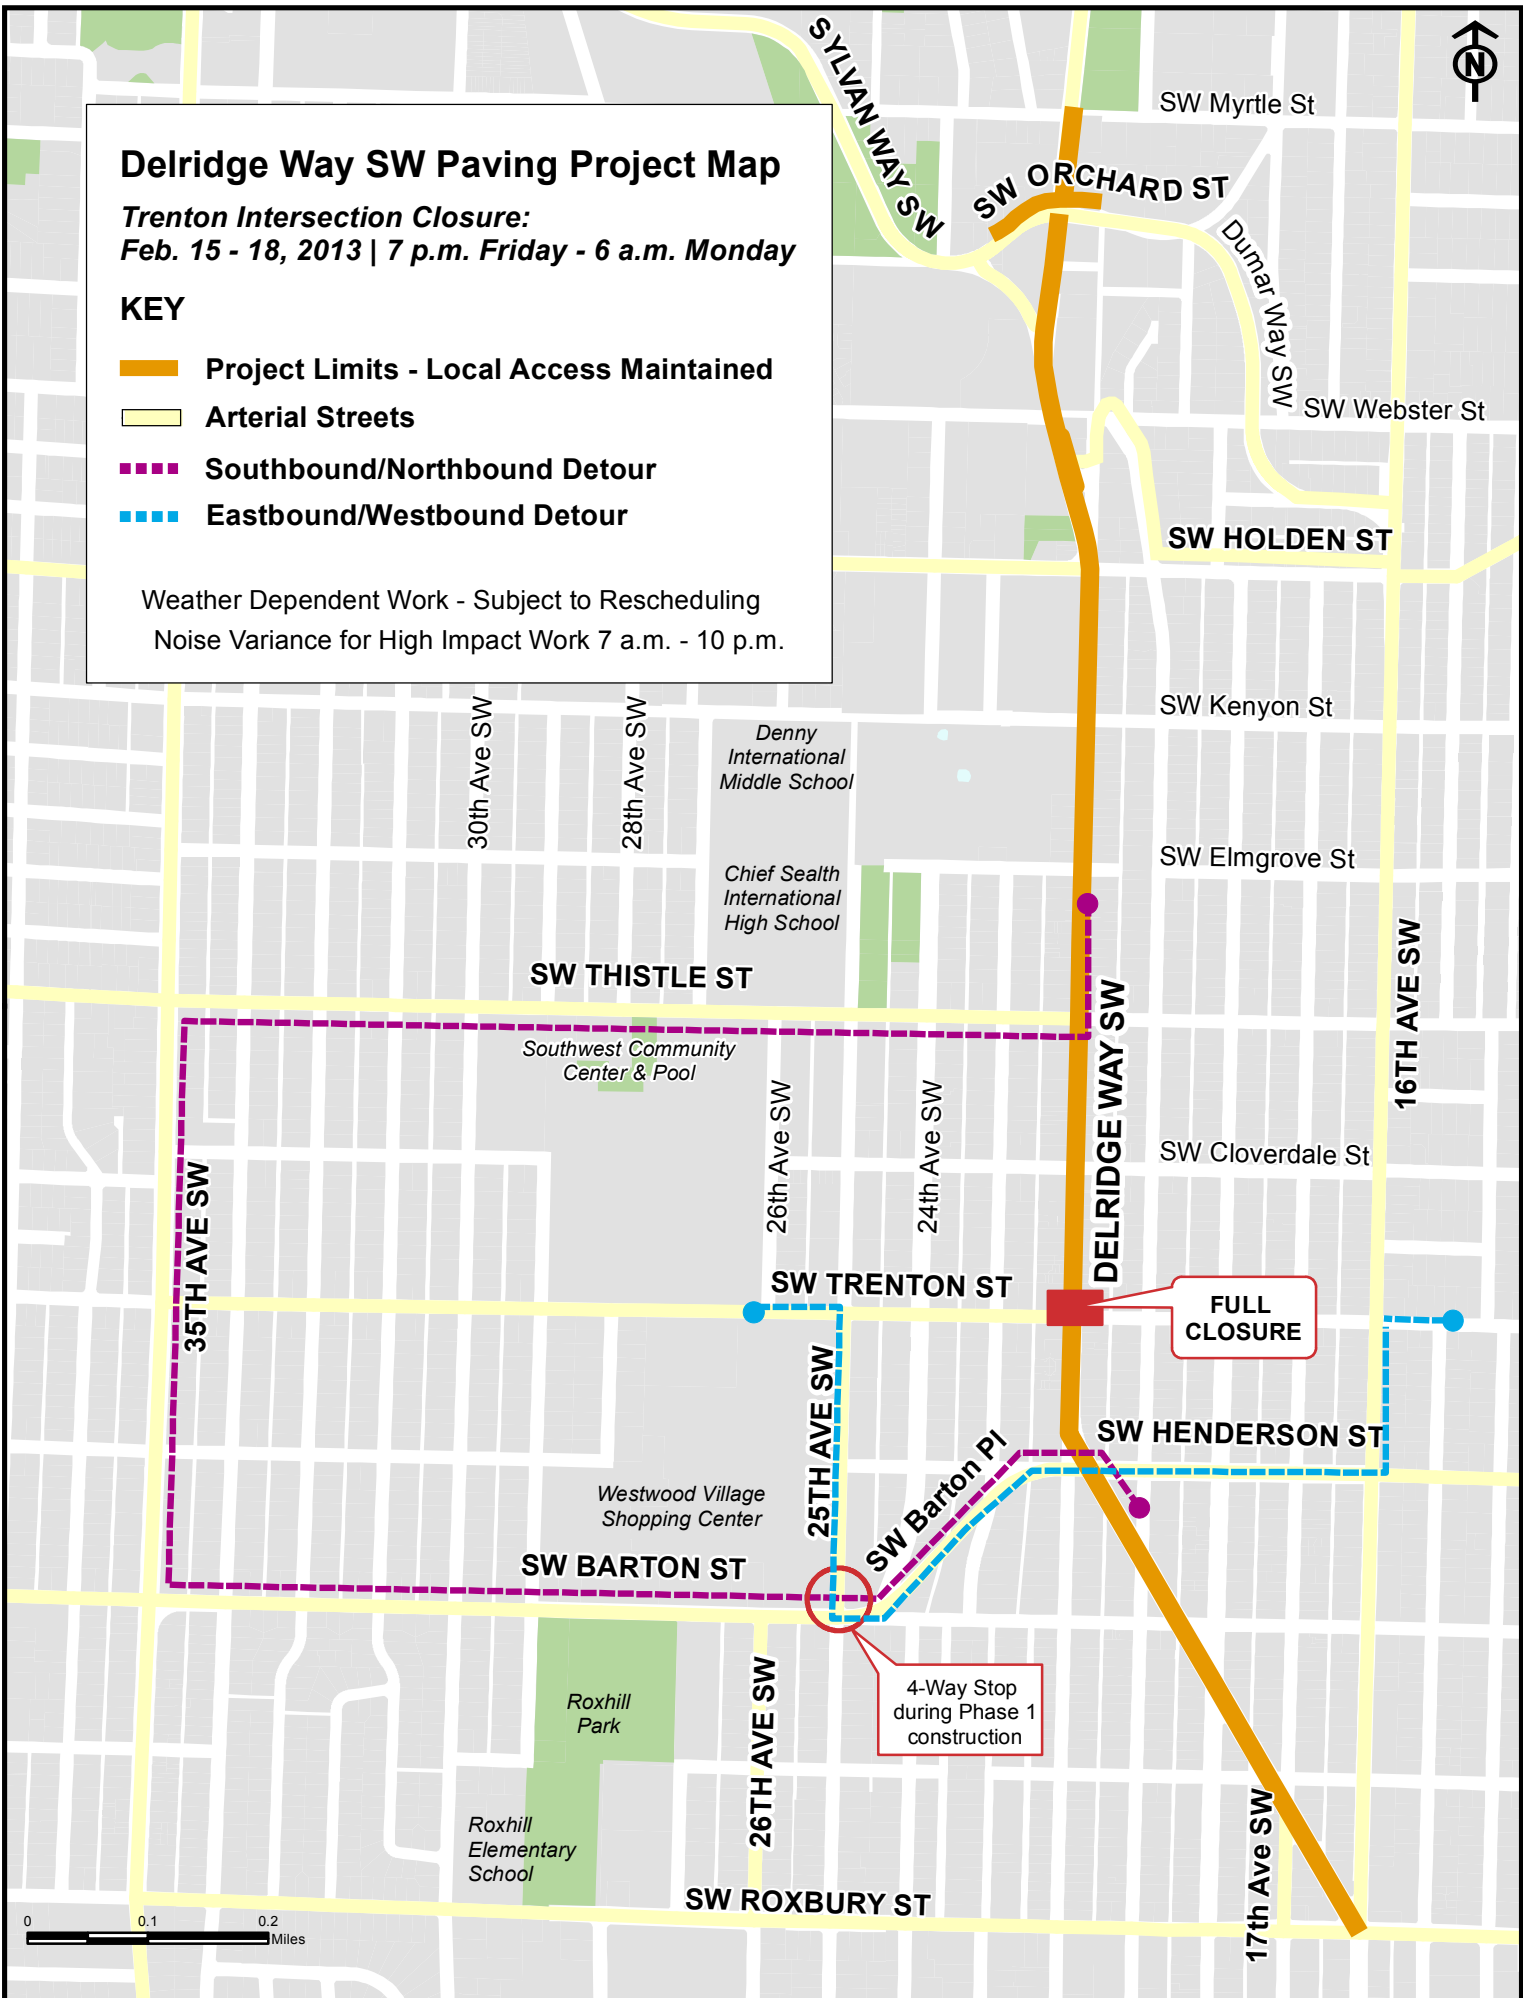 N
SYLVAN WAY SW
SW Myrtle St
SW ORCHARD ST
Dumar Way SW
Delridge Way SW Paving Project Map
Trenton Intersection Closure:
Feb. 15 - 18, 2013 | 7 p.m. Friday - 6 a.m. Monday
KEY
Project Limits - Local Access Maintained
Arterial Streets
Southbound/Northbound Detour
Eastbound/Westbound Detour
Weather Dependent Work - Subject to Rescheduling
Noise Variance for High Impact Work 7 a.m. - 10 p.m.
SW Webster St
SW HOLDEN ST
SW Kenyon St
30th Ave SW
28th Ave SW
Denny
International
Middle School
SW Elmgrove St
Chief Sealth
International
High School
16TH AVE SW
SW THISTLE ST
DELRIDGE WAY SW
Southwest Community
Center & Pool
26th Ave SW
24th Ave SW
SW Cloverdale St
35TH AVE SW
SW TRENTON ST
FULL
CLOSURE
25TH AVE SW
SW HENDERSON ST
SW Barton Pl
Westwood Village
Shopping Center
SW BARTON ST
26TH AVE SW
4-Way Stop
during Phase 1
construction
Roxhill
Park
17th Ave SW
Roxhill
Elementary
School
SW ROXBURY ST
0 0.1 0.2
Miles